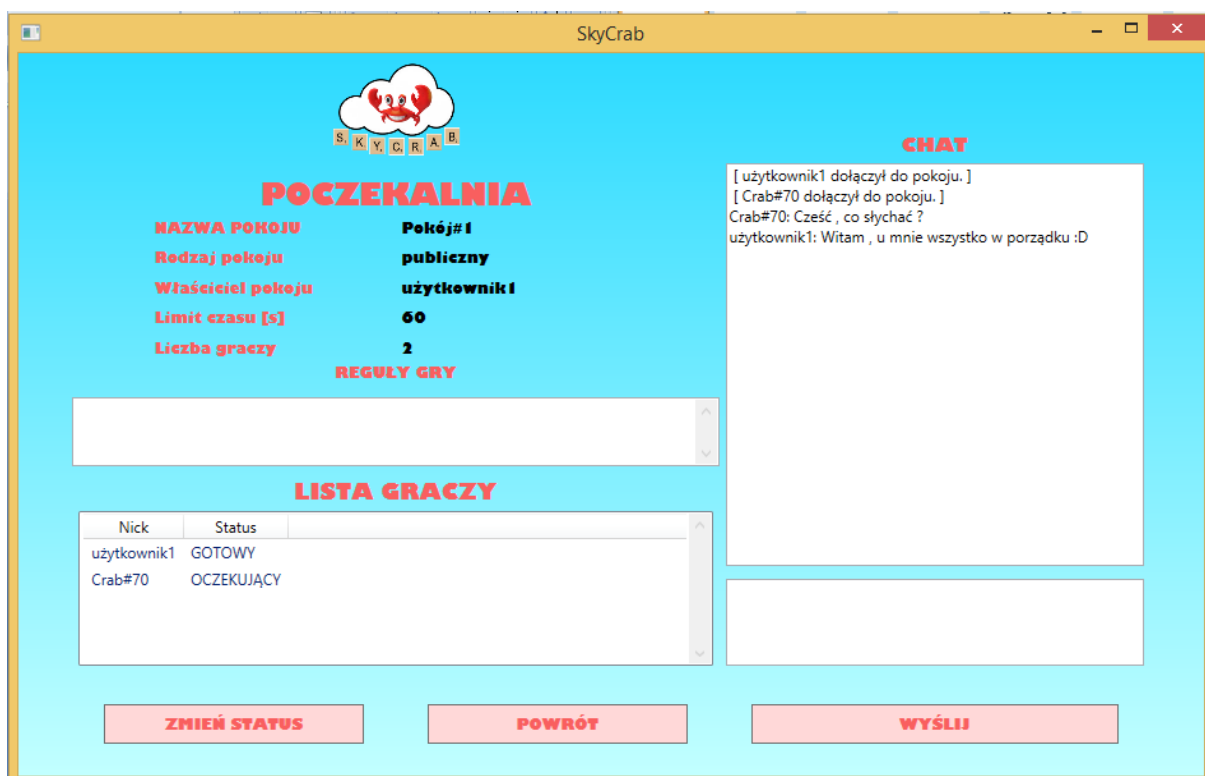 SkyCrab
S K Y C R A B
POCZEKALNIA
NAZWA POKOJU Pokój#1
Rodzaj pokoju publiczny
Właściciel pokoju użytkownik1
Limit czasu [s] 60
Liczba graczy 2
REGUŁY GRY
LISTA GRACZY
Nick Status
użytkownik1 GOTOWY
Crab#70 OCZEKUJĄCY
ZMIEŃ STATUS
POWRÓT
CHAT
[ użytkownik1 dołączył do pokoju. ]
[ Crab#70 dołączył do pokoju. ]
Crab#70: Cześć , co słychać ?
użytkownik1: Witam , u mnie wszystko w porządku :D
WYŚLIJ